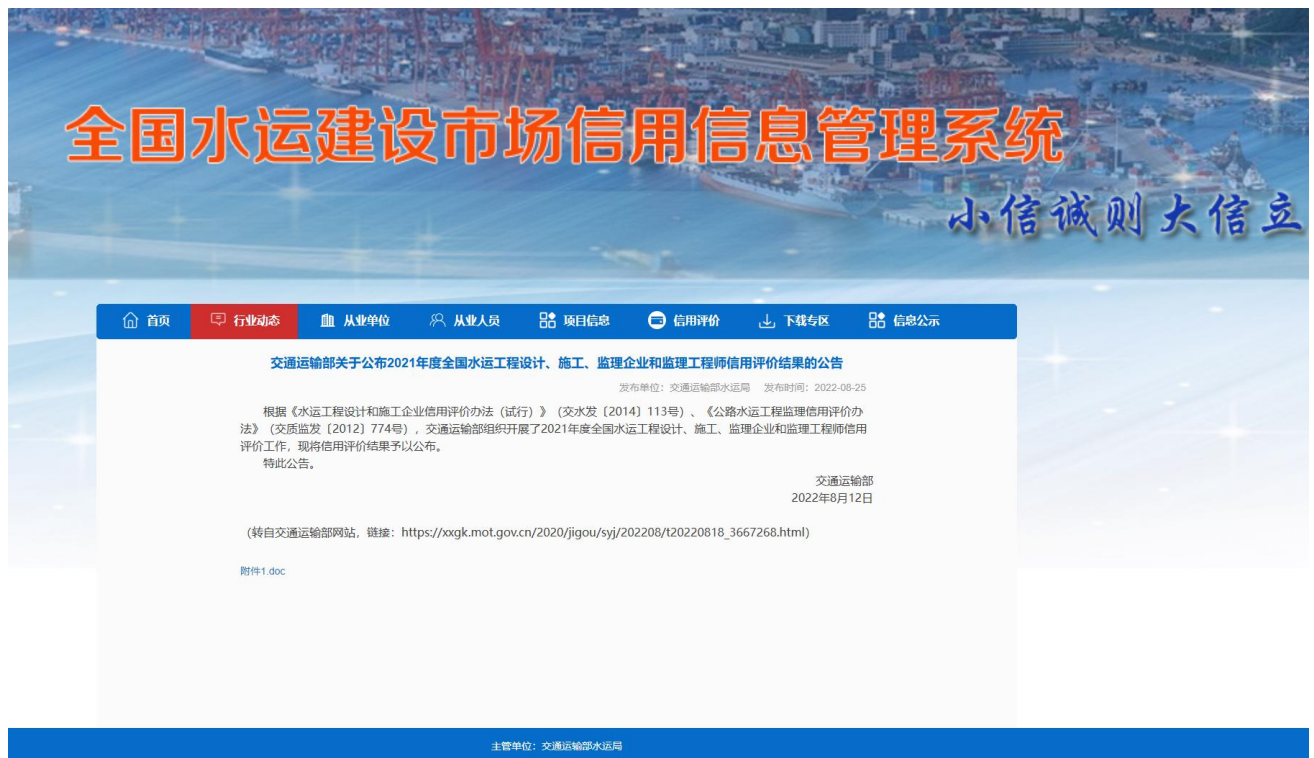 全国水运建设市场信用信息管理系统
小信诚则大信立
首页 行业动态 从业单位 从业人员 项目信息 信用评价 下载专区 信息公示
交通运输部关于公布2021年度全国水运工程设计、施工、监理企业和监理工程师信用评价结果的公告
发布单位：交通运输部水运局 发布时间：2022-08-25
根据《水运工程设计和施工企业信用评价办法（试行）》（交水发〔2014〕113号）、《公路水运工程监理信用评价办
法》（交质监发〔2012〕774号）, 交通运输部组织开展了2021年度全国水运工程设计、施工、监理企业和监理工程师信用
评价工作，现将信用评价结果予以公布。
特此公告。
交通运输部
2022年8月12日
（转自交通运输部网站，链接：https://xxgk.mot.gov.cn/2020/jigou/syj/202208/t20220818_3667268.html）
附件1.doc
主管单位：交通运输部水运局